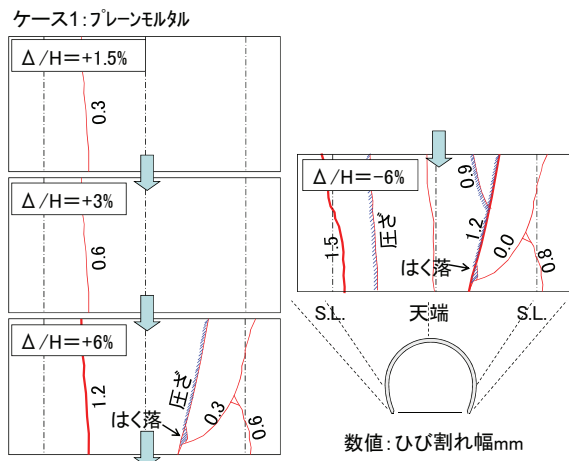 ケース1：プレーンモルタル
Δ/H＝+1.5%
0.3
Δ/H＝+3%
0.6
Δ/H＝+6%
1.2
圧ざ
はく落
0.3
0.6
Δ/H＝−6%
1.5
圧ざ
0.9
1.2
はく落
0.0
0.8
S.L.
天端
S.L.
数値：ひび割れ幅mm